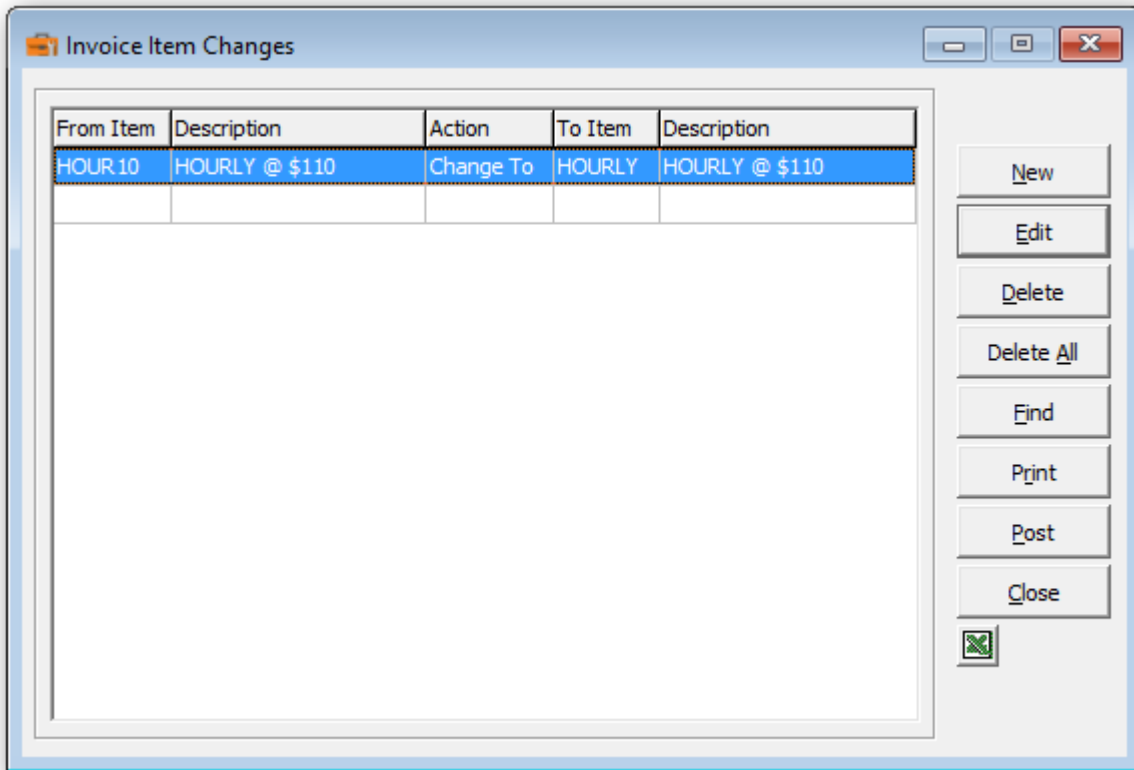 Invoice Item Changes
From Item Description Action To Item Description
HOUR10 HOURLY @ $110 Change To HOURLY HOURLY @ $110
New
Edit
Delete
Delete All
Find
Print
Post
Close